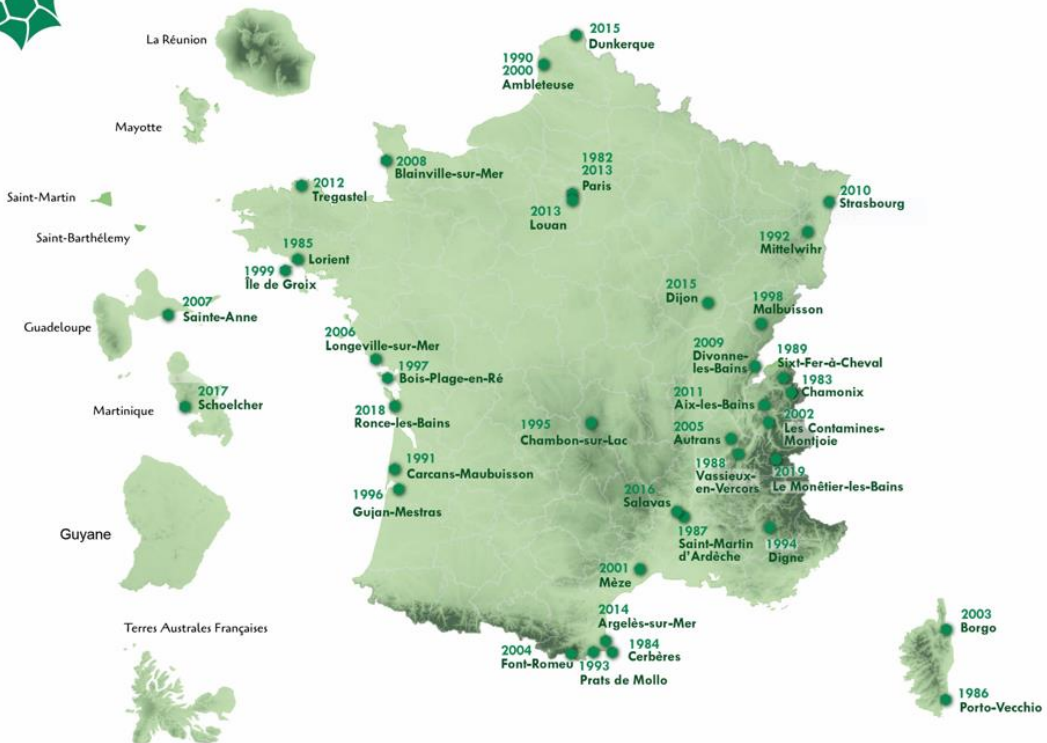 La Réunion
Mayotte
Saint-Martin
Saint-Barthélemy
Guadeloupe
2007
Sainte-Anne
Martinique
2017
Schoelcher
Guyane
Terres Australes Françaises
2015
Dunkerque
1990
2000
Ambleteuse
2008
Blainville-sur-Mer
2012
Tregastel
1982
2013
Paris
2013
Louan
2010
Strasbourg
1992
Mittelwihr
1985
Lorient
1999
Île de Groix
2015
Dijon
1998
Malbuisson
2006
Longeville-sur-Mer
2009
Divonne-
les-Bains
1989
Sixt-Fer-à-Cheval
1997
Bois-Plage-en-Ré
1983
Chamonix
2011
Aix-les-Bains
2018
Ronce-les-Bains
1995
Chambon-sur-Lac
2002
Les Contamines-
Montjoie
2005
Autrans
1988
Vassieux-
en-Vercors
1991
Carcans-Maubuisson
2019
Le Monêtier-les-Bains
1996
Gujan-Mestras
2016
Salavas
1987
Saint-Martin
d'Ardèche
1994
Digne
2001
Mèze
2014
Argelès-sur-Mer
2004
Font-Romeu
1993
Prats de Mollo
1984
Cerbères
2003
Borgo
1986
Porto-Vecchio